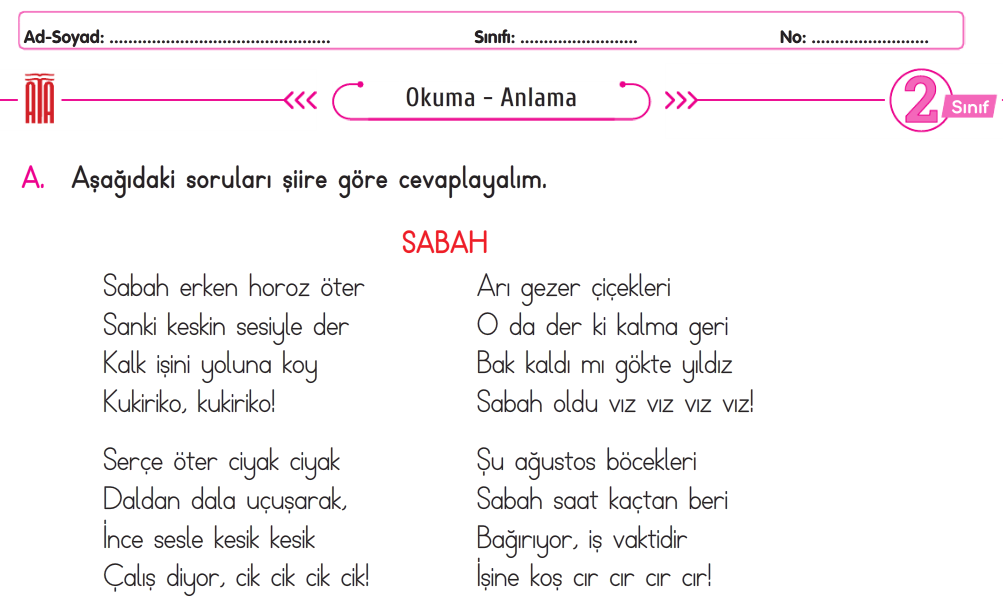 Ad-Soyad: ............................................... Sınıfı: ......................... No: .........................
ATA
Okuma - Anlama
2
Sınıf
A. Aşağıdaki soruları şiire göre cevaplayalım.
SABAH
Sabah erken horoz öter
Sanki keskin sesiyle der
Kalk işini yoluna koy
Kukiriko, kukiriko!
Serçe öter ciyak ciyak
Daldan dala uçuşarak,
İnce sesle kesik kesik
Çalış diyor, cik cik cik cik!
Arı gezer çiçekleri
O da der ki kalma geri
Bak kaldı mı gökte yıldız
Sabah oldu vız vız vız vız!
Şu ağustos böcekleri
Sabah saat kaçtan beri
Bağırıyor, iş vaktidir
İşine koş cır cır cır cır!